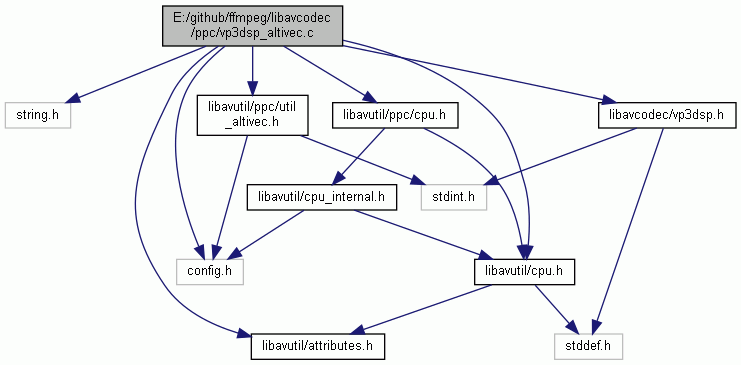 E:/github/ffmpeg/libavcodec
/ppc/vp3dsp_altivec.c
string.h
libavutil/ppc/util
_altivec.h
libavutil/ppc/cpu.h
libavcodec/vp3dsp.h
libavutil/cpu_internal.h
stdint.h
config.h
libavutil/cpu.h
libavutil/attributes.h
stddef.h